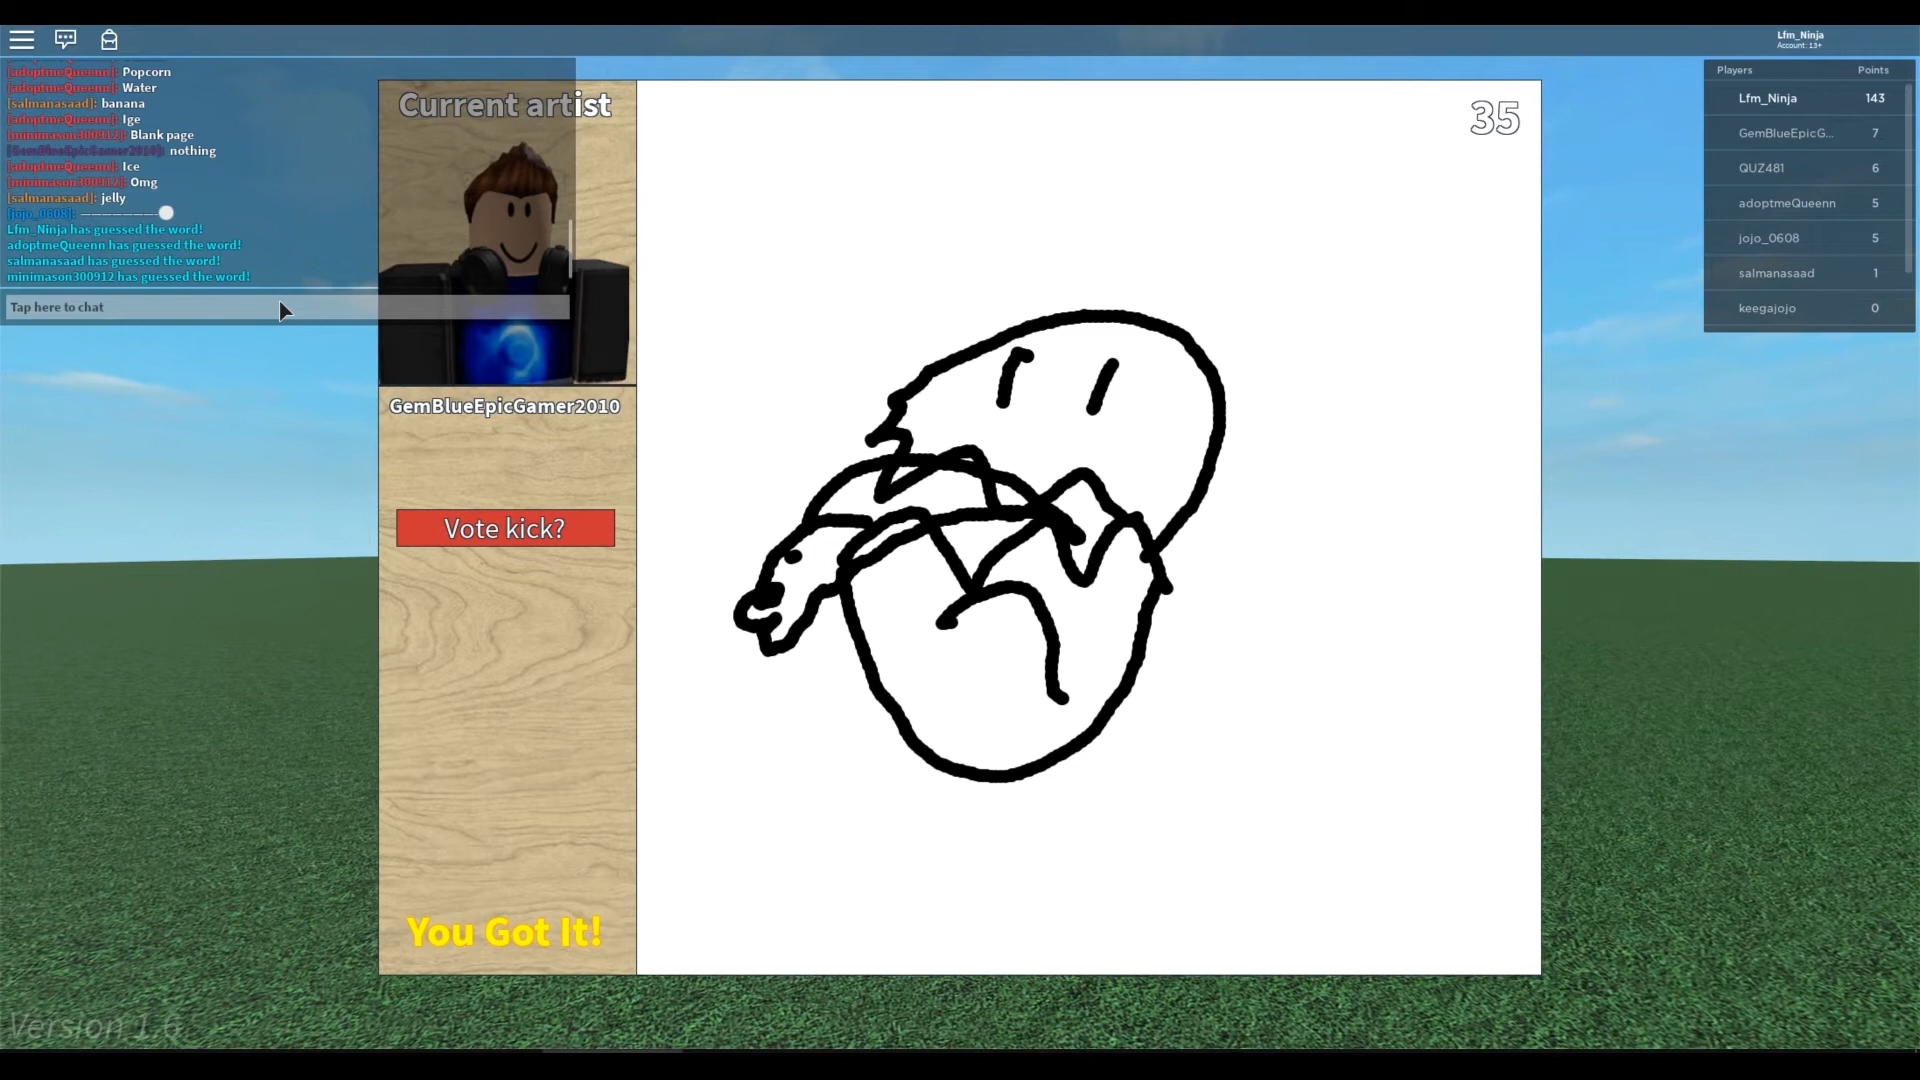 Lfm_Ninja
Account: 13+
[adoptmeQueenn]: Popcorn
[adoptmeQueenn]: Water
[salmanasaad]: banana
[adoptmeQueenn]: Ige
[minimason300912]: Blank page
[GemBlueEpicGamer2010]: nothing
[adoptmeQueenn]: Ice
[minimason300912]: Omg
[salmanasaad]: jelly
[jojo_0608]: ———————⚪
Lfm_Ninja has guessed the word!
adoptmeQueenn has guessed the word!
salmanasaad has guessed the word!
minimason300912 has guessed the word!
Tap here to chat
Current artist
GemBlueEpicGamer2010
Vote kick?
You Got It!
35
Players Points
Lfm_Ninja 143
GemBlueEpicG... 7
QUZ481 6
adoptmeQueenn 5
jojo_0608 5
salmanasaad 1
keegajojo 0
Version 1.6